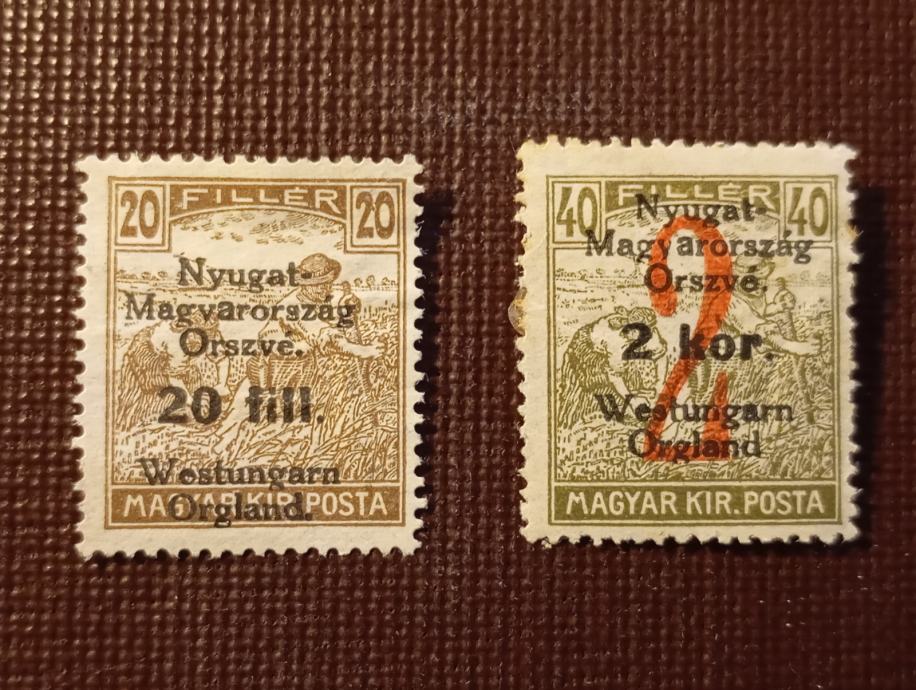 20 FILLÉR 20
Nyugat-
Magyarország
Orszve.
20 fill.
Westungarn
Orgland.
MAGYAR KIR. POSTA
40 FILLÉR 40
Nyugat-
Magyarország
Orszvé.
2 kor.
2
Westungarn
Orgland
MAGYAR KIR. POSTA